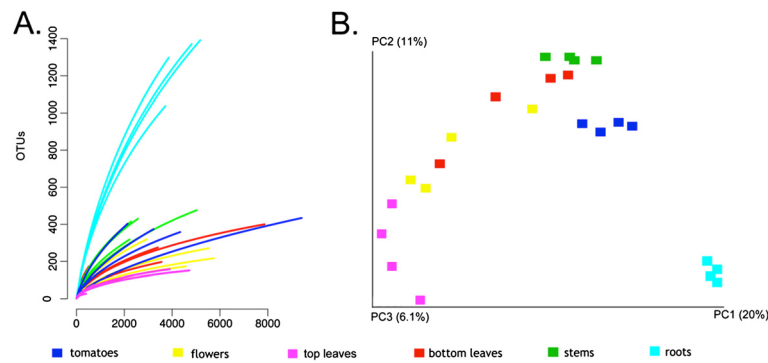 A.
B.
1400
1200
1000
800
600
400
200
0
OTUs
0 2000 4000 6000 8000
PC2 (11%)
PC3 (6.1%)
PC1 (20%)
tomatoes flowers top leaves bottom leaves stems roots